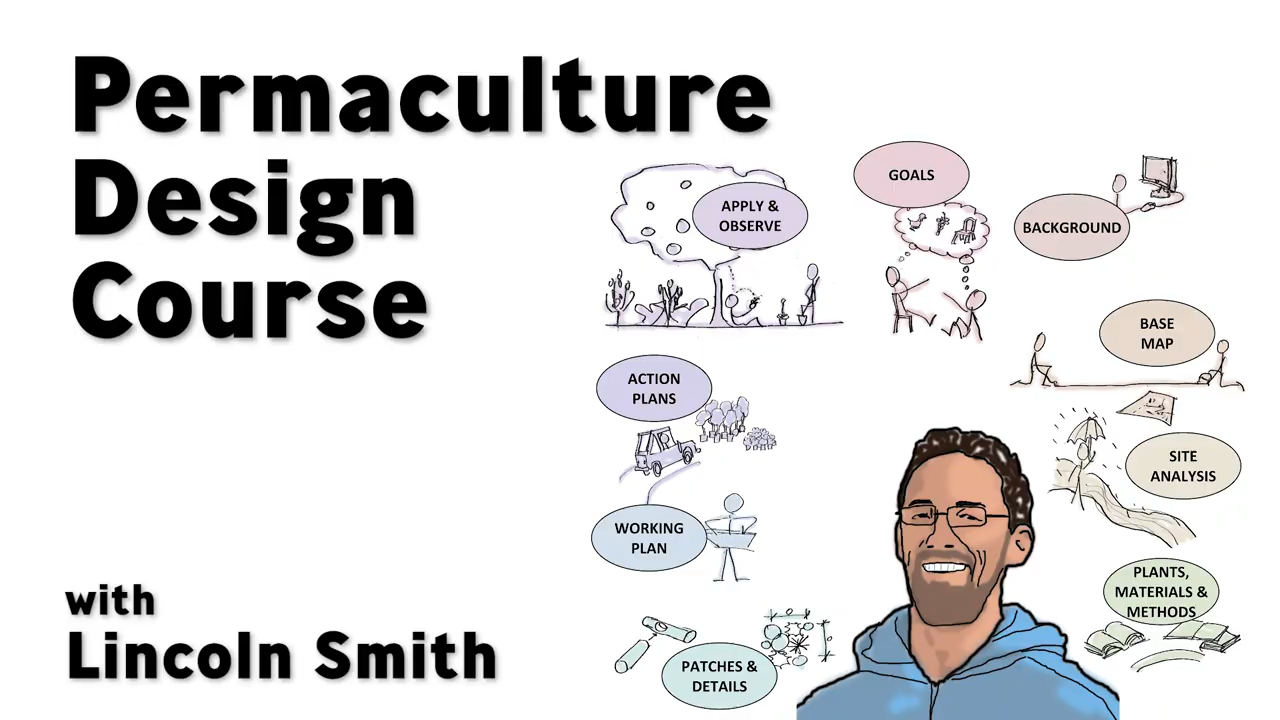 Permaculture
Design
Course
with
Lincoln Smith
GOALS
BACKGROUND
BASE
MAP
SITE
ANALYSIS
PLANTS,
MATERIALS &
METHODS
PATCHES &
DETAILS
WORKING
PLAN
ACTION
PLANS
APPLY &
OBSERVE